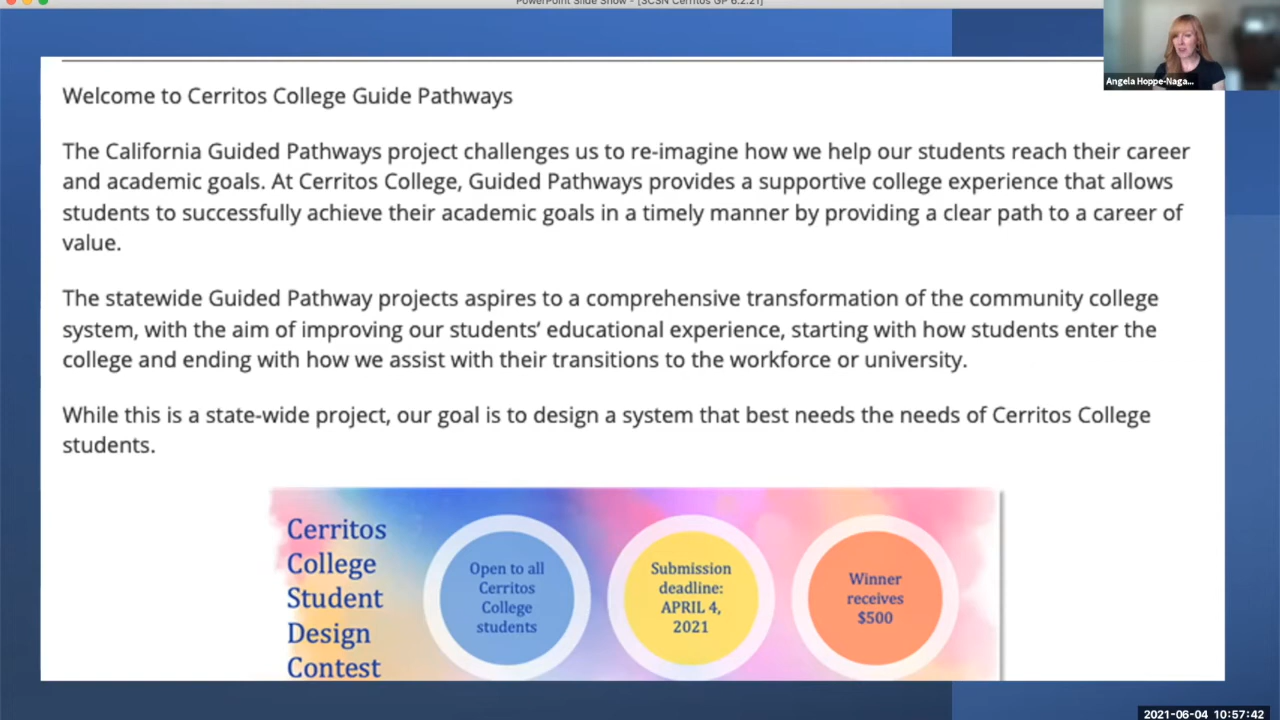 PowerPoint Slide Show - [SCSN Cerritos GP 6.2.21]
Angela Hoppe-Naga...
Welcome to Cerritos College Guide Pathways
The California Guided Pathways project challenges us to re-imagine how we help our students reach their career
and academic goals. At Cerritos College, Guided Pathways provides a supportive college experience that allows
students to successfully achieve their academic goals in a timely manner by providing a clear path to a career of
value.
The statewide Guided Pathway projects aspires to a comprehensive transformation of the community college
system, with the aim of improving our students’ educational experience, starting with how students enter the
college and ending with how we assist with their transitions to the workforce or university.
While this is a state-wide project, our goal is to design a system that best needs the needs of Cerritos College
students.
Cerritos
College
Student
Design
Contest
Open to all
Cerritos
College
students
Submission
deadline:
APRIL 4,
2021
Winner
receives
$500
2021-06-04 10:57:42